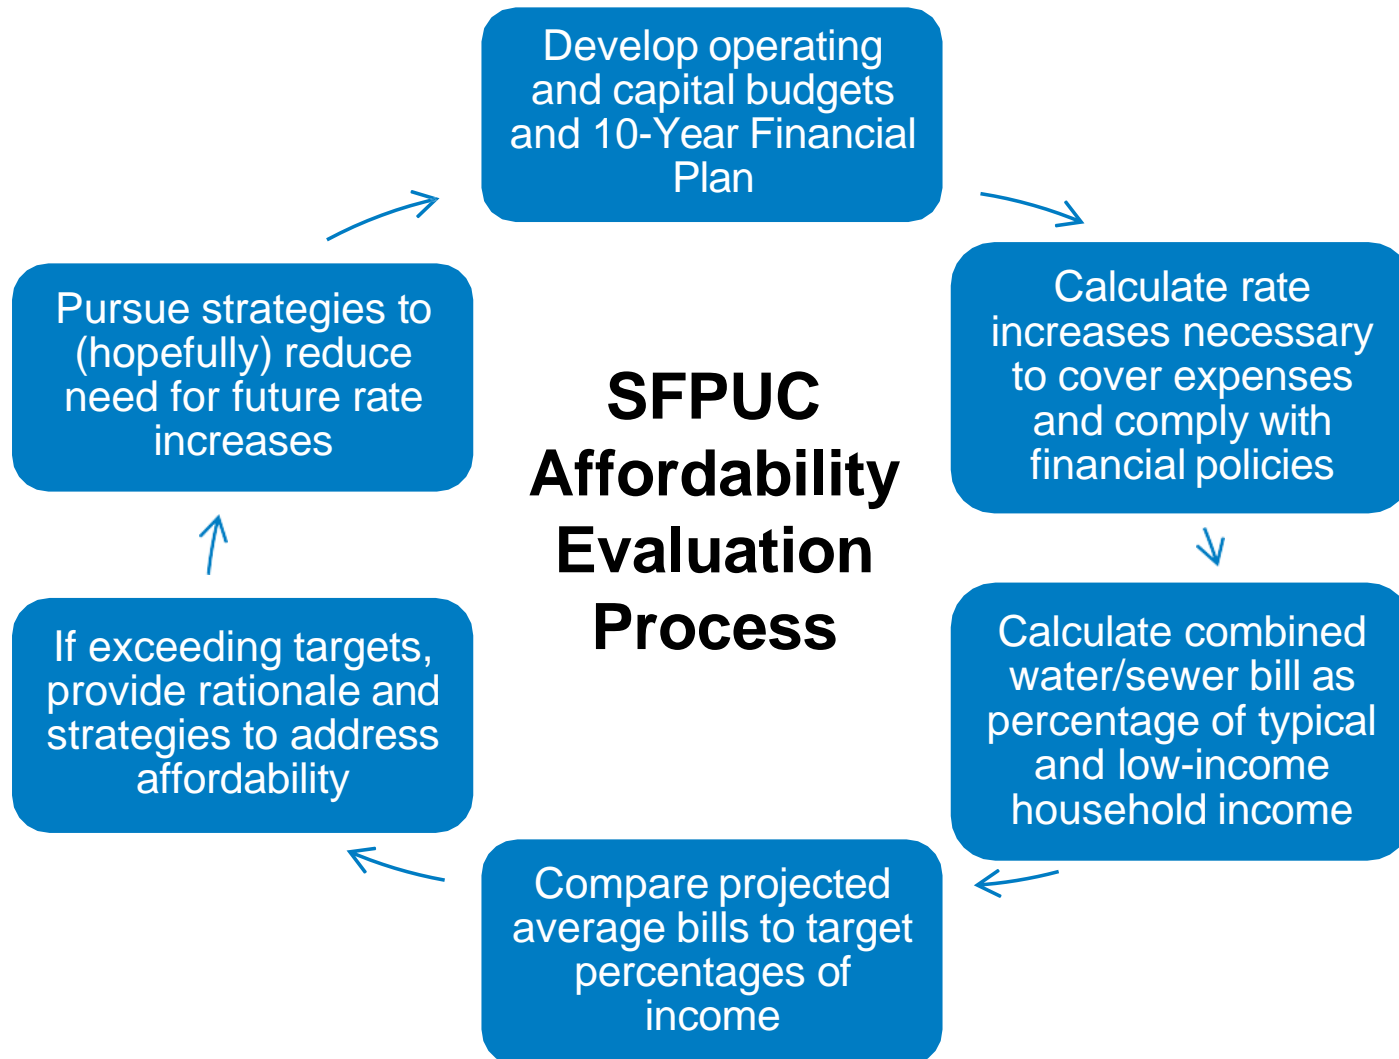 Develop operating
and capital budgets
and 10-Year Financial
Plan
Calculate rate
increases necessary
to cover expenses
and comply with
financial policies
Calculate combined
water/sewer bill as
percentage of typical
and low-income
household income
Compare projected
average bills to target
percentages of
income
If exceeding targets,
provide rationale and
strategies to address
affordability
Pursue strategies to
(hopefully) reduce
need for future rate
increases
SFPUC
Affordability
Evaluation
Process